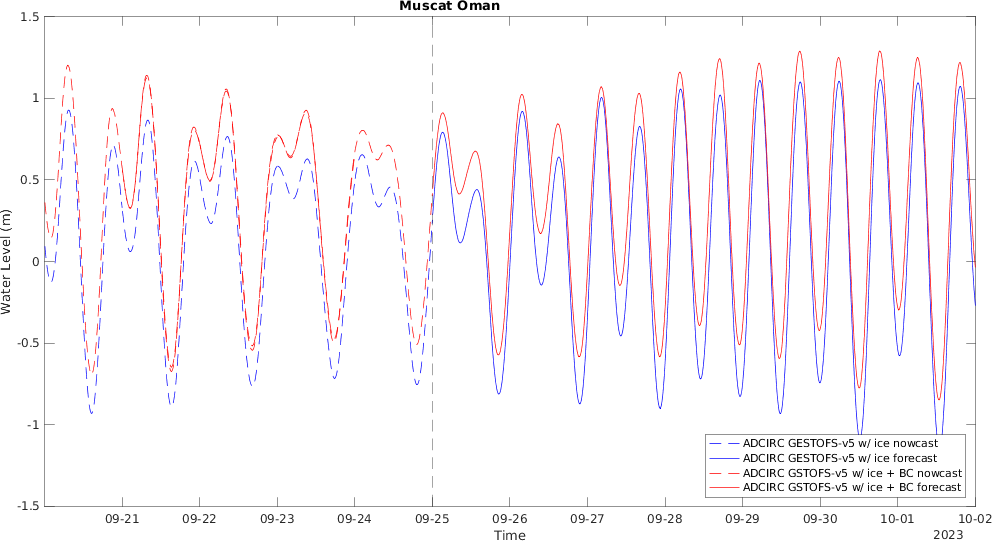 Muscat Oman
1.5
1
0.5
0
-0.5
-1
-1.5
Water Level (m)
09-21 09-22 09-23 09-24 09-25 09-26 09-27 09-28 09-29 09-30 10-01 10-02
Time
2023
ADCIRC GESTOFS-v5 w/ ice nowcast
ADCIRC GESTOFS-v5 w/ ice forecast
ADCIRC GSTOFS-v5 w/ ice + BC nowcast
ADCIRC GSTOFS-v5 w/ ice + BC forecast